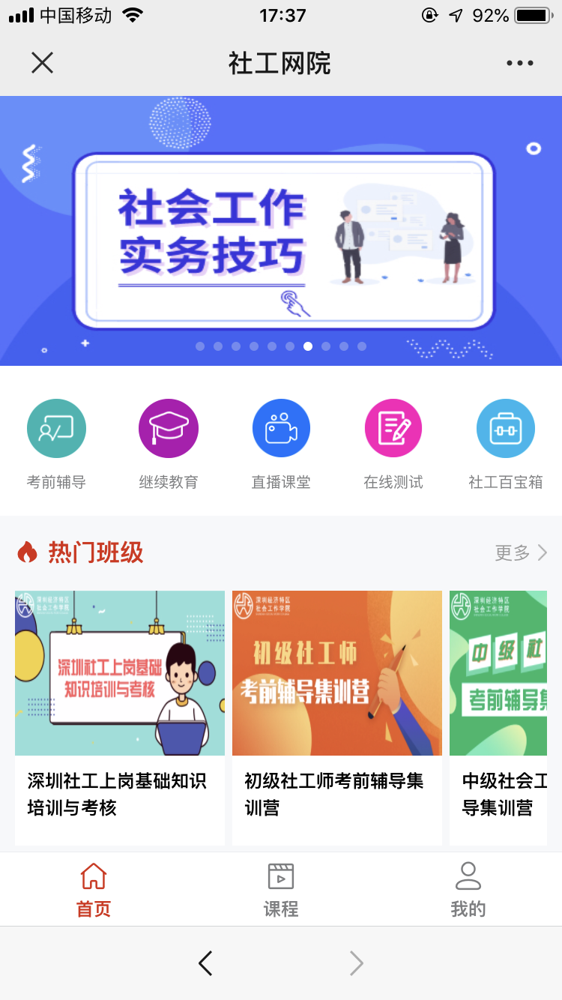 中国移动
17:37
92%
社工网院
社会工作
实务技巧
考前辅导
继续教育
直播课堂
在线测试
社工百宝箱
热门班级
更多
深圳经济特区
社会工作学院
深圳社工上岗基础
知识培训与考核
深圳经济特区
社会工作学院
初级社工师
考前辅导集训营
深圳经济特区
社会工作学院
中级社
考前辅导集
深圳社工上岗基础知识
培训与考核
初级社工师考前辅导集
训营
中级社会工
导集训营
首页
课程
我的